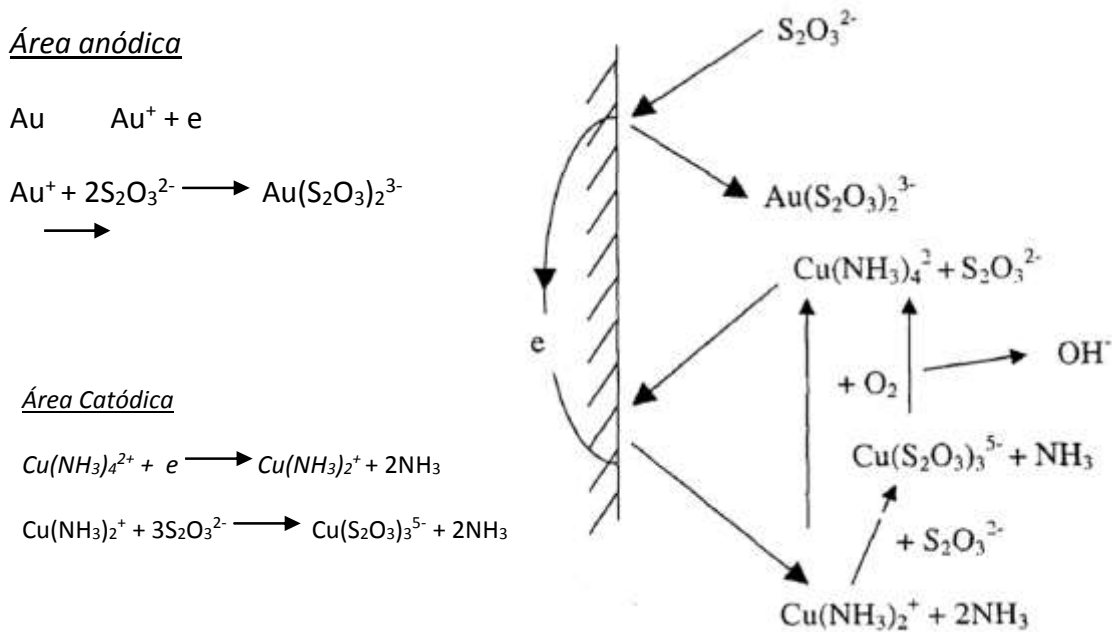 Área anódica
Au Au⁺ + e
Au⁺ + 2S₂O₃²⁻ ⟶ Au(S₂O₃)₂³⁻
⟶
Área Catódica
Cu(NH₃)₄²⁺ + e ⟶ Cu(NH₃)₂⁺ + 2NH₃
Cu(NH₃)₂⁺ + 3S₂O₃²⁻ ⟶ Cu(S₂O₃)₃⁵⁻ + 2NH₃
S₂O₃²⁻
Au(S₂O₃)₂³⁻
Cu(NH₃)₄² + S₂O₃²⁻
e
+ O₂
OH⁻
Cu(S₂O₃)₃⁵⁻ + NH₃
+ S₂O₃²⁻
Cu(NH₃)₂⁺ + 2NH₃